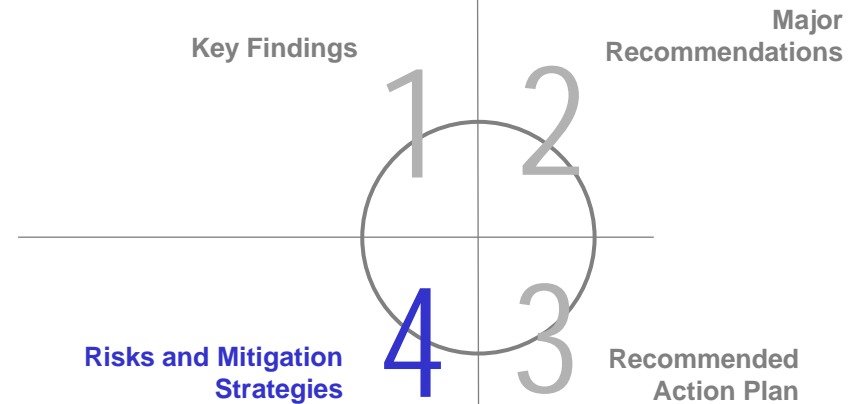 Key Findings
1
2
Major
Recommendations
Risks and Mitigation
Strategies
4
3
Recommended
Action Plan